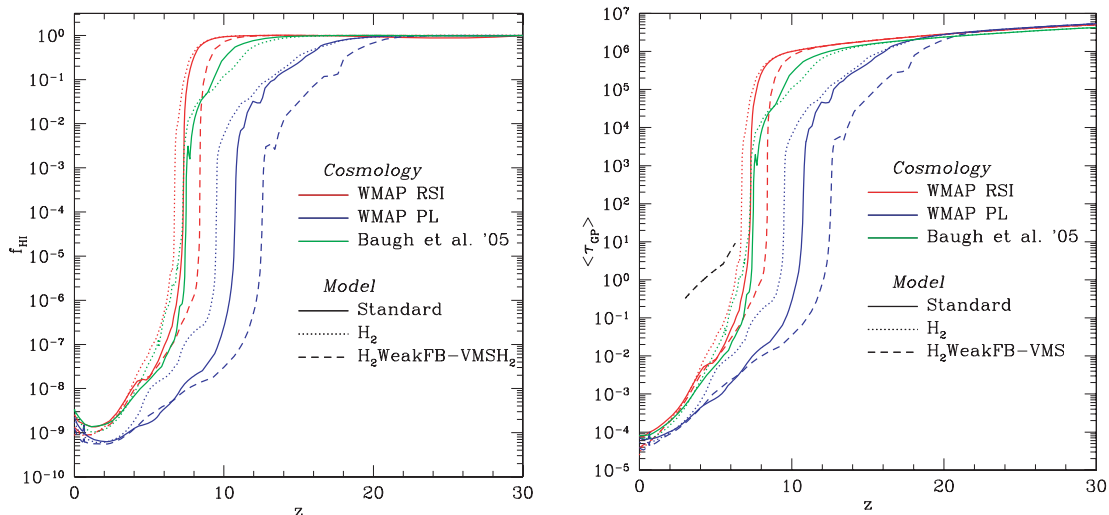 10⁰
10⁻¹
10⁻²
10⁻³
10⁻⁴
10⁻⁵
10⁻⁶
10⁻⁷
10⁻⁸
10⁻⁹
10⁻¹⁰
f_HI
Cosmology
WMAP RSI
WMAP PL
Baugh et al. '05
Model
Standard
H₂
H₂WeakFB-VMSH₂
0 10 20 30
z
10⁷
10⁶
10⁵
10⁴
10³
10²
10¹
10⁰
10⁻¹
10⁻²
10⁻³
10⁻⁴
10⁻⁵
<τ_GP>
Cosmology
WMAP RSI
WMAP PL
Baugh et al. '05
Model
Standard
H₂
H₂WeakFB-VMS
0 10 20 30
z